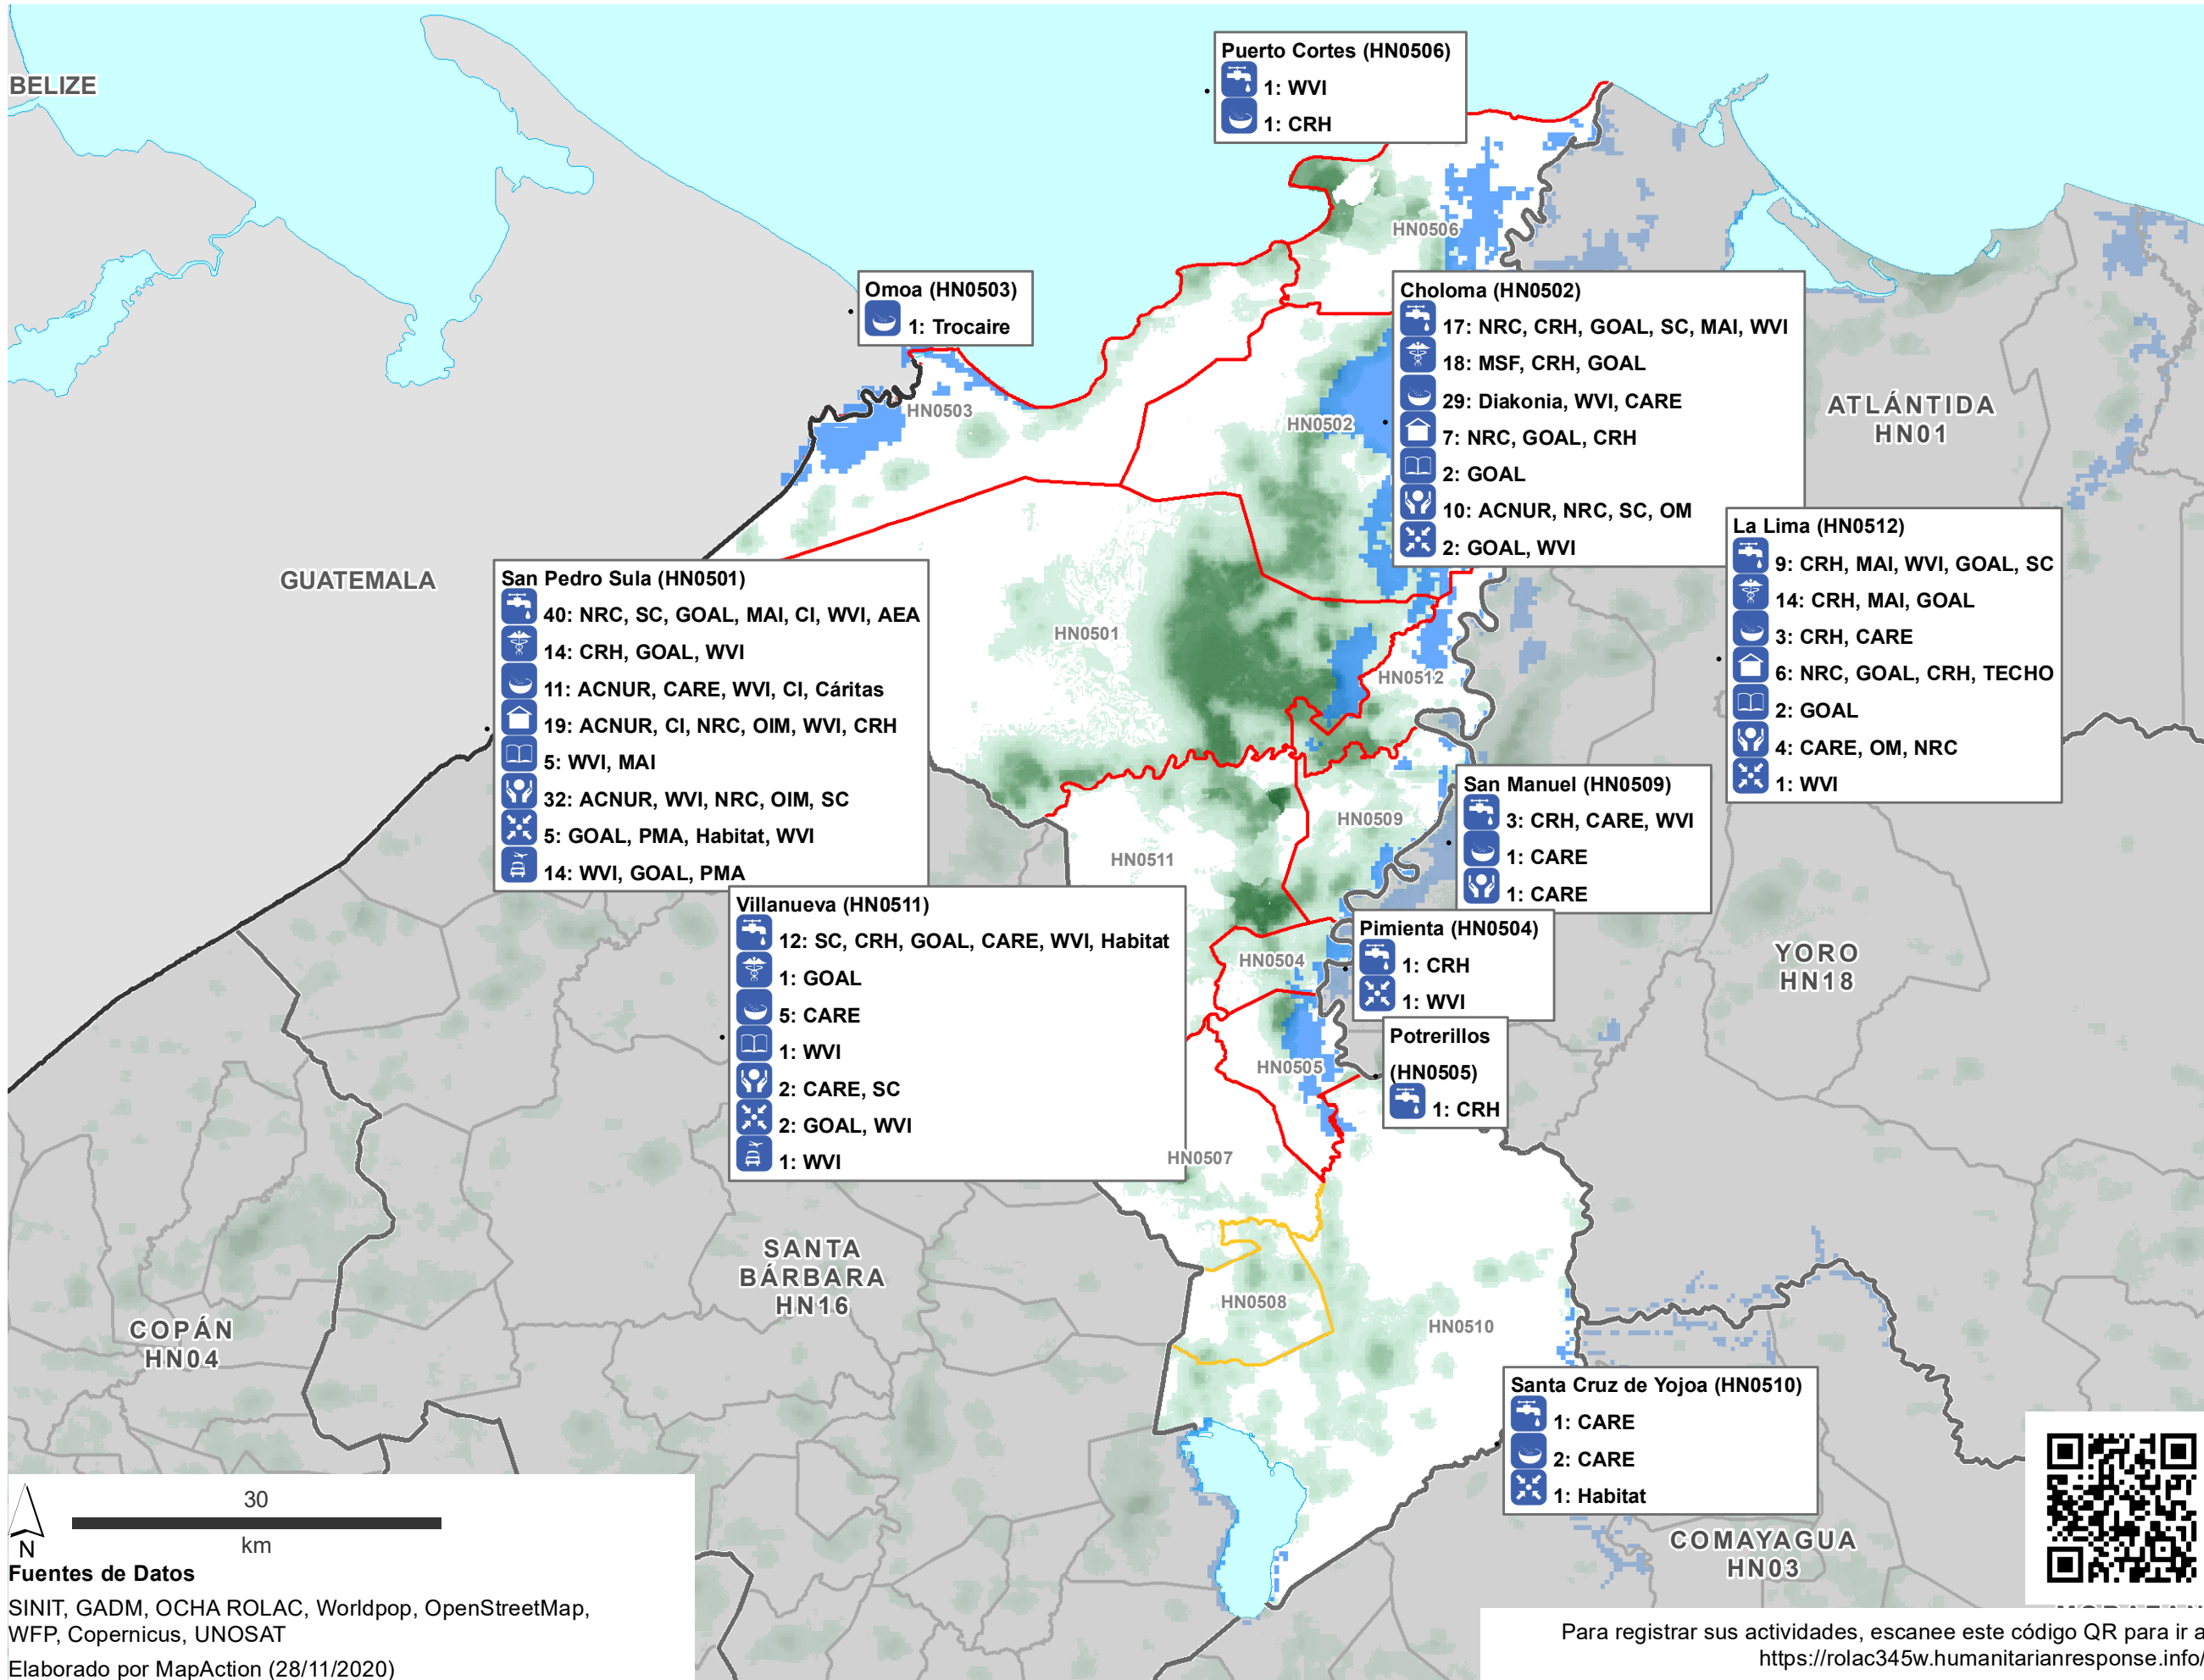 BELIZE
Puerto Cortes (HN0506)
1: WVI
1: CRH
HN0506
Omoa (HN0503)
1: Trocaire
HN0503
Choloma (HN0502)
17: NRC, CRH, GOAL, SC, MAI, WVI
18: MSF, CRH, GOAL
29: Diakonia, WVI, CARE
7: NRC, GOAL, CRH
2: GOAL
10: ACNUR, NRC, SC, OM
2: GOAL, WVI
HN0502
ATLÁNTIDA
HN01
GUATEMALA
San Pedro Sula (HN0501)
40: NRC, SC, GOAL, MAI, CI, WVI, AEA
14: CRH, GOAL, WVI
11: ACNUR, CARE, WVI, CI, Cáritas
19: ACNUR, CI, NRC, OIM, WVI, CRH
5: WVI, MAI
32: ACNUR, WVI, NRC, OIM, SC
5: GOAL, PMA, Habitat, WVI
14: WVI, GOAL, PMA
HN0501
La Lima (HN0512)
9: CRH, MAI, WVI, GOAL, SC
14: CRH, MAI, GOAL
3: CRH, CARE
6: NRC, GOAL, CRH, TECHO
2: GOAL
4: CARE, OM, NRC
1: WVI
HN0512
San Manuel (HN0509)
3: CRH, CARE, WVI
1: CARE
1: CARE
HN0509
HN0511
Villanueva (HN0511)
12: SC, CRH, GOAL, CARE, WVI, Habitat
1: GOAL
5: CARE
1: WVI
2: CARE, SC
2: GOAL, WVI
1: WVI
Pimienta (HN0504)
1: CRH
1: WVI
HN0504
YORO
HN18
Potrerillos
(HN0505)
1: CRH
HN0505
HN0507
SANTA
BÁRBARA
HN16
HN0508
HN0510
COPÁN
HN04
Santa Cruz de Yojoa (HN0510)
1: CARE
2: CARE
1: Habitat
COMAYAGUA
HN03
30
km
N
Fuentes de Datos
SINIT, GADM, OCHA ROLAC, Worldpop, OpenStreetMap,
WFP, Copernicus, UNOSAT
Elaborado por MapAction (28/11/2020)
Para registrar sus actividades, escanee este código QR para ir a
https://rolac345w.humanitarianresponse.info/